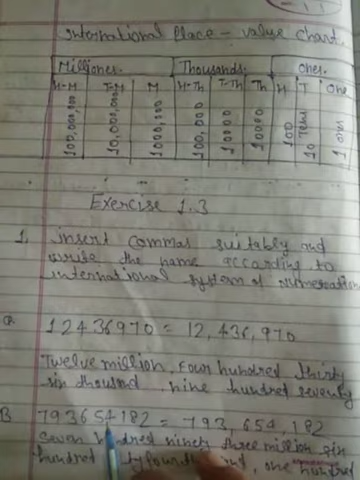 International Place - value Chart.
Millions. Thousands. Ones.
H-M T-M M H-Th T-Th Th H T One
100,000,000 10,000,000 1000,000 100,000 10000 1000 100 10 Tens 1 ones
Exercise 1.3
1. insert Commas suitably and
write the name according to
international system of numeration
a. 12436970 = 12,436,970
Twelve million, Four hundred thirty
six thousand nine hundred seventy
B 793654182 = 793,654,182
Seven hundred ninety three million six
hundred one hundred